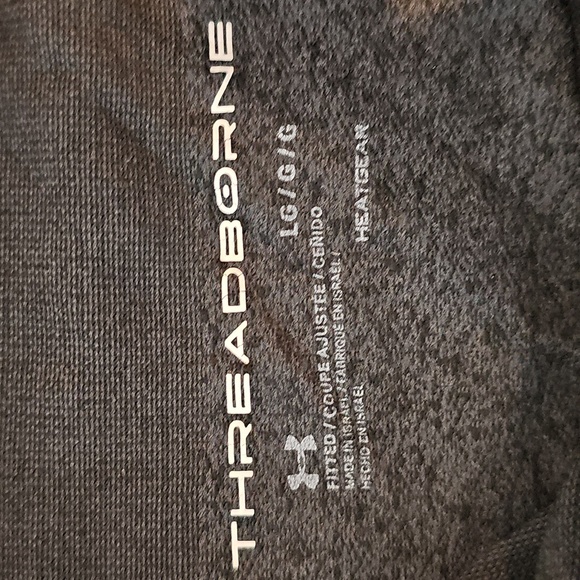 THREADBORNE
LG / G / G
FITTED / COUPE AJUSTÉE / CEÑIDO
MADE IN ISRAEL / FABRIQUÉ EN ISRAËL /
HECHO EN ISRAEL
HEATGEAR